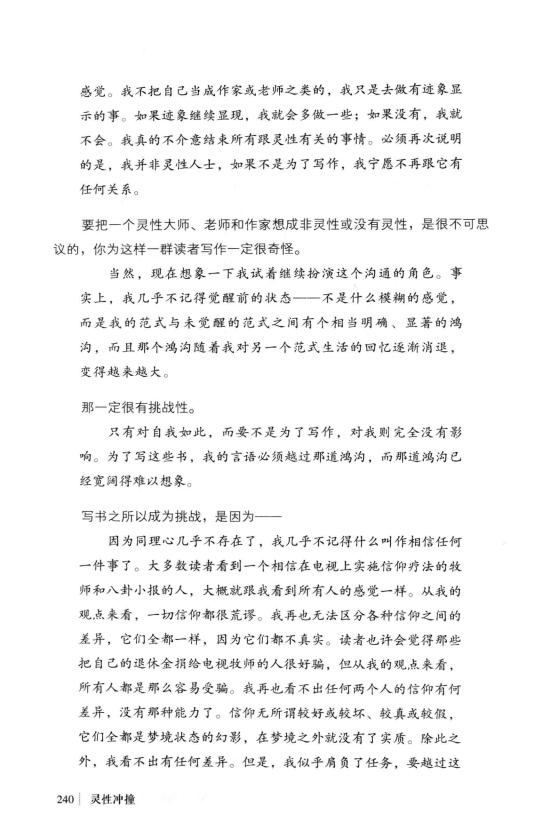 感觉。我不把自己当成作家或老师之类的，我只是去做有迹象显
示的事。如果迹象继续显现，我就会多做一些；如果没有，我就
不会。我真的不介意结束所有跟灵性有关的事情。必须再次说明
的是，我并非灵性人士，如果不是为了写作，我宁愿不再跟它有
任何关系。
要把一个灵性大师、老师和作家想成非灵性或没有灵性，是很不可思
议的，你为这样一群读者写作一定很奇怪。
当然，现在想象一下我试着继续扮演这个沟通的角色。事
实上，我几乎不记得觉醒前的状态——不是什么模糊的感觉，
而是我的范式与未觉醒的范式之间有个相当明确、显著的鸿
沟，而且那个鸿沟随着我对另一个范式生活的回忆逐渐消退，
变得越来越大。
那一定很有挑战性。
只有对自我如此，而要不是为了写作，对我则完全没有影
响。为了写这些书，我的言语必须越过那道鸿沟，而那道鸿沟已
经宽阔得难以想象。
写书之所以成为挑战，是因为——
因为同理心几乎不存在了，我几乎不记得什么叫作相信任何
一件事了。大多数读者看到一个相信在电视上实施信仰疗法的牧
师和八卦小报的人，大概就跟我看到所有人的感觉一样。从我的
观点来看，一切信仰都很荒谬。我再也无法区分各种信仰之间的
差异，它们全都一样，因为它们都不真实。读者也许会觉得那些
把自己的退休金捐给电视牧师的人很好骗，但从我的观点来看，
所有人都是那么容易受骗。我再也看不出任何两个人的信仰有何
差异，没有那种能力了。信仰无所谓较好或较坏、较真或较假，
它们全都是梦境状态的幻影，在梦境之外就没有了实质。除此之
外，我看不出有任何差异。但是，我似乎肩负了任务，要越过这
240 灵性冲撞